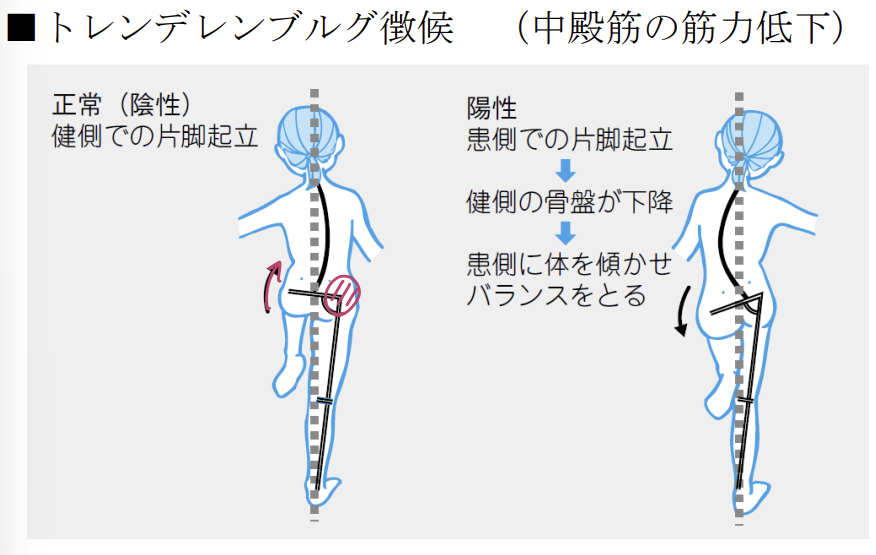 ■トレンデレンブルグ徴候　（中殿筋の筋力低下）
正常（陰性）
健側での片脚起立
陽性
患側での片脚起立
健側の骨盤が下降
患側に体を傾かせ
バランスをとる